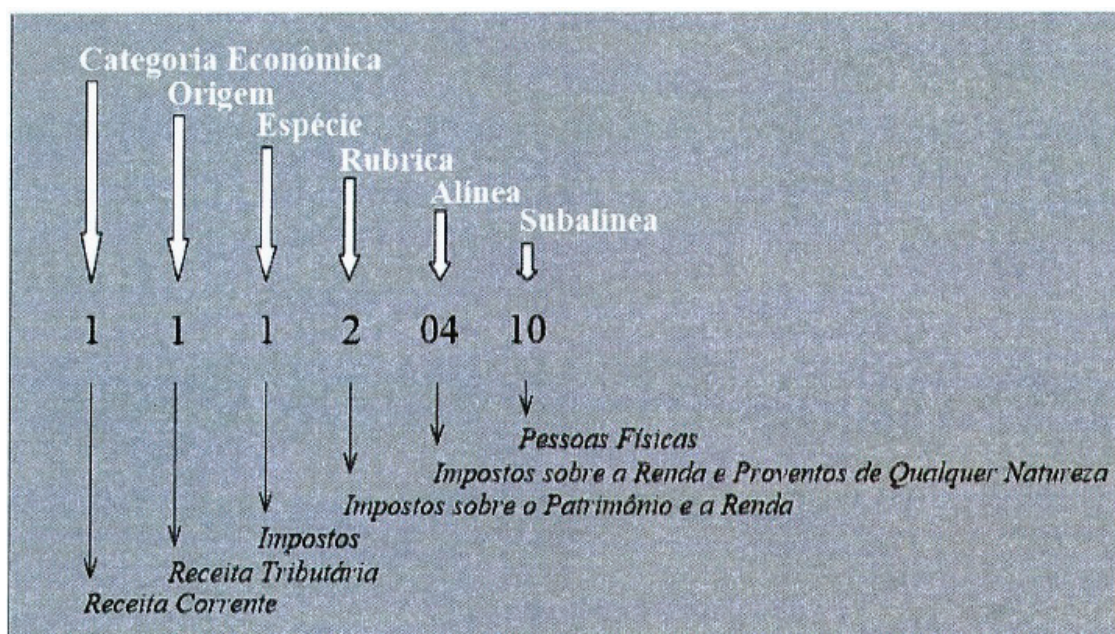 Categoria Econômica
Origem
Espécie
Rubrica
Alínea
Subalínea
1 1 1 2 04 10
Pessoas Físicas
Impostos sobre a Renda e Proventos de Qualquer Natureza
Impostos sobre o Patrimônio e a Renda
Impostos
Receita Tributária
Receita Corrente